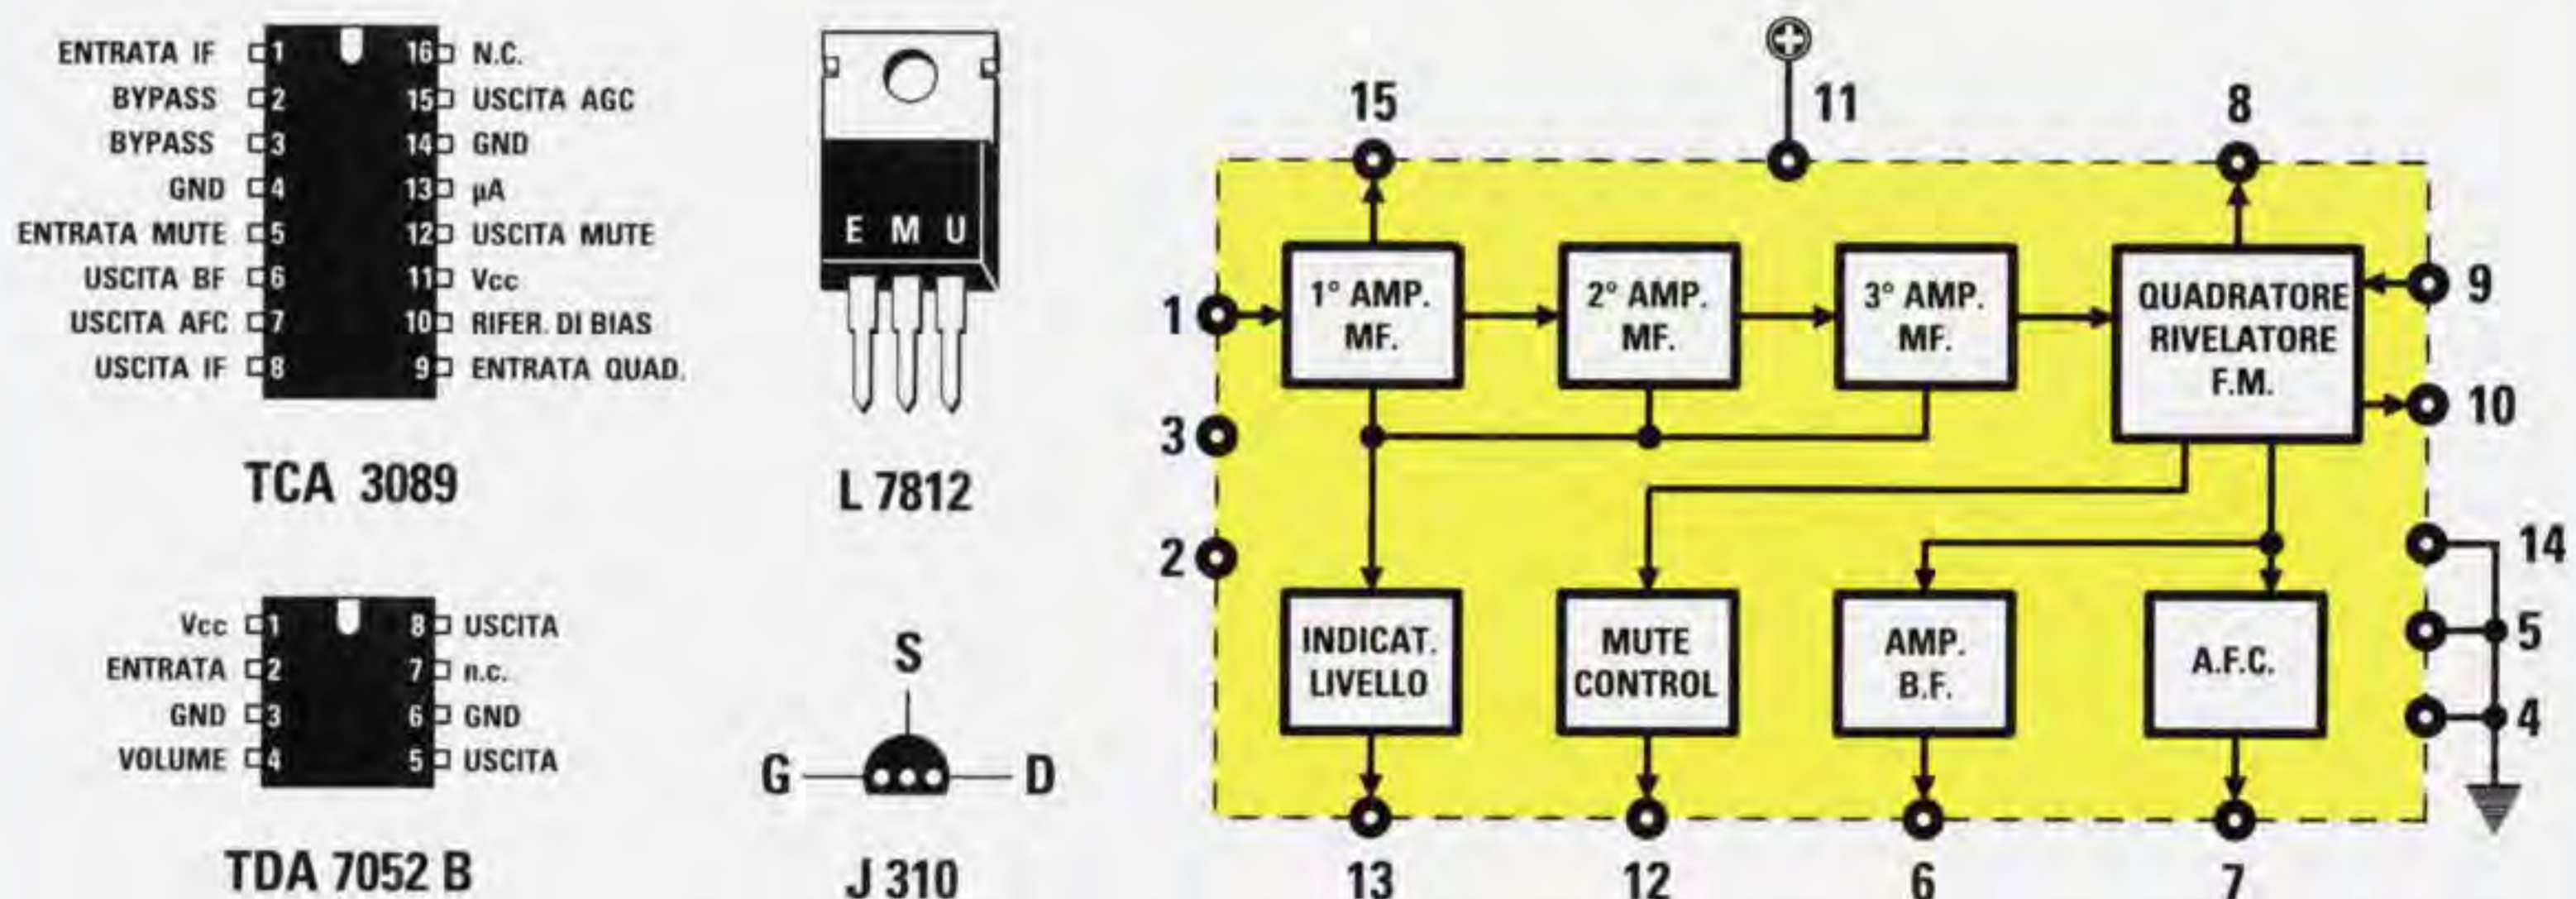 ENTRATA IF 1 16 N.C.
BYPASS 2 15 USCITA AGC
BYPASS 3 14 GND
GND 4 13 µA
ENTRATA MUTE 5 12 USCITA MUTE
USCITA BF 6 11 Vcc
USCITA AFC 7 10 RIFER. DI BIAS
USCITA IF 8 9 ENTRATA QUAD.
TCA 3089
E M U
L 7812
Vcc 1 8 USCITA
ENTRATA 2 7 n.c.
GND 3 6 GND
VOLUME 4 5 USCITA
TDA 7052 B
S
G D
J 310
15 11 8
1
1° AMP.
MF.
2° AMP.
MF.
3° AMP.
MF.
QUADRATORE
RIVELATORE
F.M.
9
10
3
2
14
5
4
INDICAT.
LIVELLO
MUTE
CONTROL
AMP.
B.F.
A.F.C.
13 12 6 7